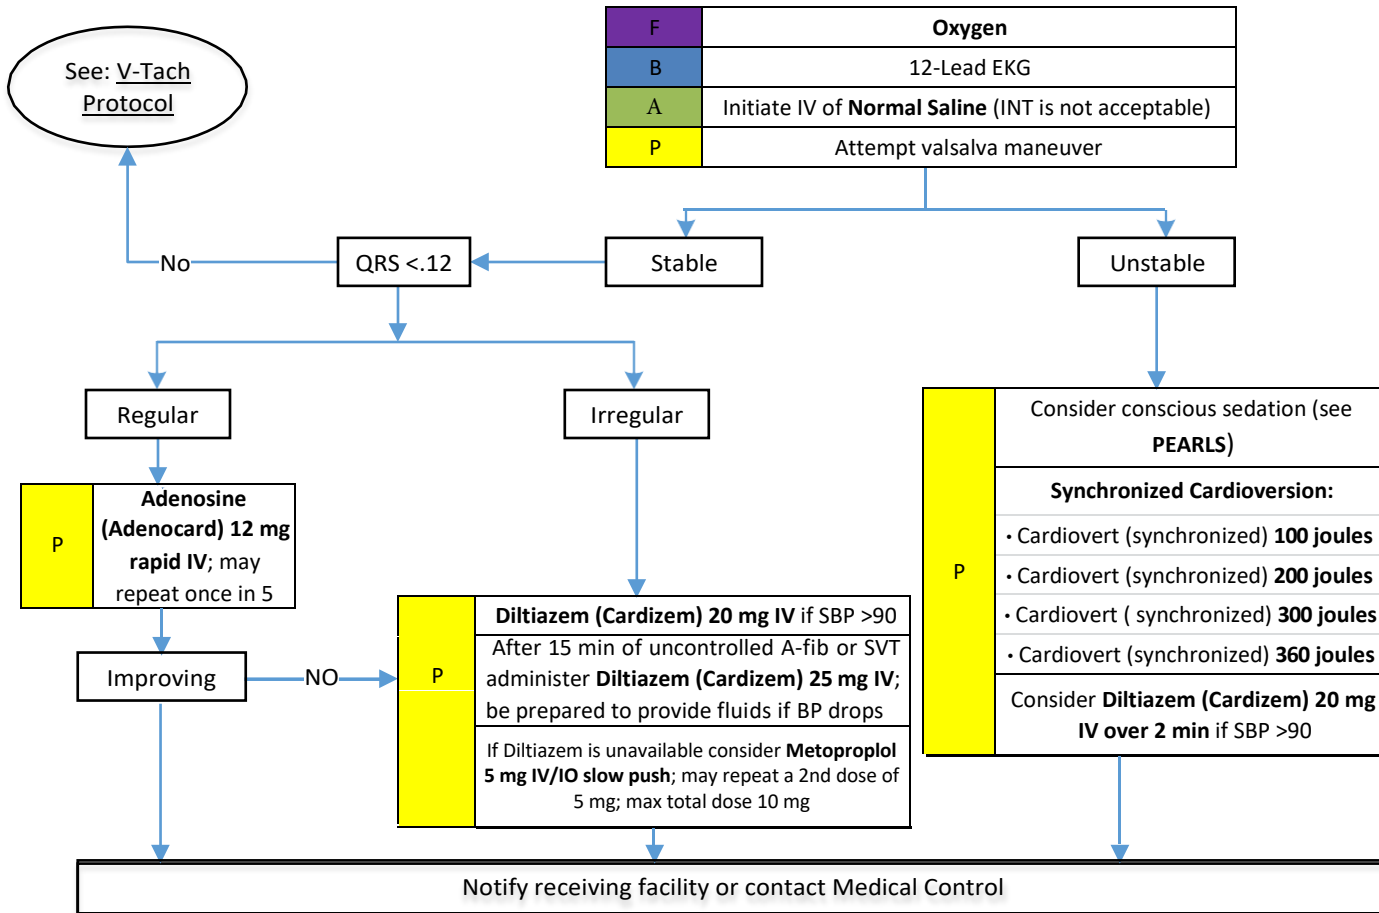 See: V-Tach
Protocol
F
Oxygen
B
12-Lead EKG
A
Initiate IV of Normal Saline (INT is not acceptable)
P
Attempt valsalva maneuver
No
QRS <.12
Stable
Unstable
Regular
Irregular
P
Adenosine
(Adenocard) 12 mg
rapid IV; may
repeat once in 5
Improving
NO
P
Diltiazem (Cardizem) 20 mg IV if SBP >90
After 15 min of uncontrolled A-fib or SVT
administer Diltiazem (Cardizem) 25 mg IV;
be prepared to provide fluids if BP drops
If Diltiazem is unavailable consider Metoproplol
5 mg IV/IO slow push; may repeat a 2nd dose of
5 mg; max total dose 10 mg
P
Consider conscious sedation (see
PEARLS)
Synchronized Cardioversion:
• Cardiovert (synchronized) 100 joules
• Cardiovert (synchronized) 200 joules
• Cardiovert ( synchronized) 300 joules
• Cardiovert (synchronized) 360 joules
Consider Diltiazem (Cardizem) 20 mg
IV over 2 min if SBP >90
Notify receiving facility or contact Medical Control